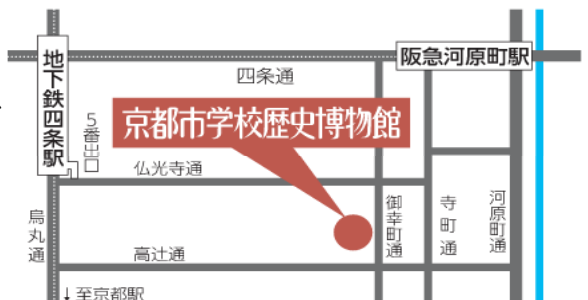 阪急河原町駅
地下鉄四条駅
四条通
5番出口
京都市学校歴史博物館
仏光寺通
御幸町通
寺町通
河原町通
烏丸通
高辻通
↓至京都駅